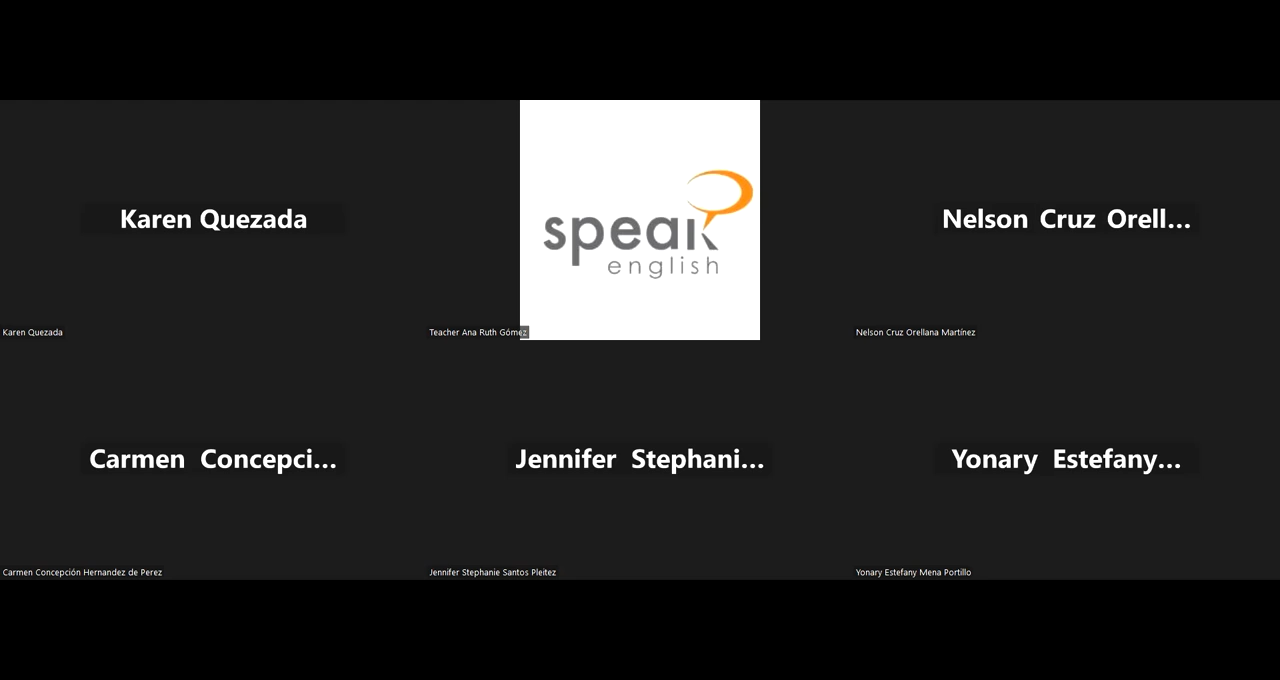 Karen Quezada
Karen Quezada
speak
english
Teacher Ana Ruth Gómez
Nelson Cruz Orell...
Nelson Cruz Orellana Martínez
Carmen Concepci...
Carmen Concepción Hernandez de Perez
Jennifer Stephani...
Jennifer Stephanie Santos Pleitez
Yonary Estefany...
Yonary Estefany Mena Portillo